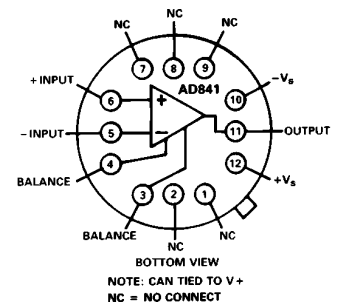 NC
NC
NC
7
8
9
AD841
+ INPUT
6
+
10
−Vs
− INPUT
5
−
11
OUTPUT
4
12
+Vs
BALANCE
3
2
1
BALANCE
NC
NC
BOTTOM VIEW
NOTE: CAN TIED TO V +
NC = NO CONNECT